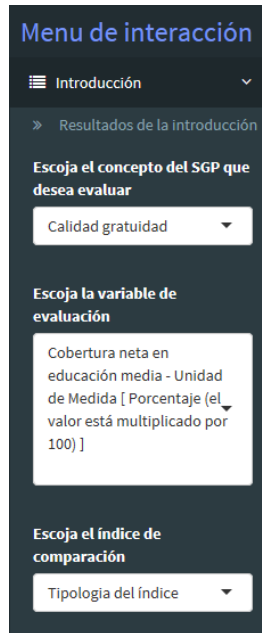 Menu de interacción
Introducción
» Resultados de la introducción
Escoja el concepto del SGP que
desea evaluar
Calidad gratuidad
Escoja la variable de
evaluación
Cobertura neta en
educación media - Unidad
de Medida [ Porcentaje (el
valor está multiplicado por
100) ]
Escoja el índice de
comparación
Tipologia del índice